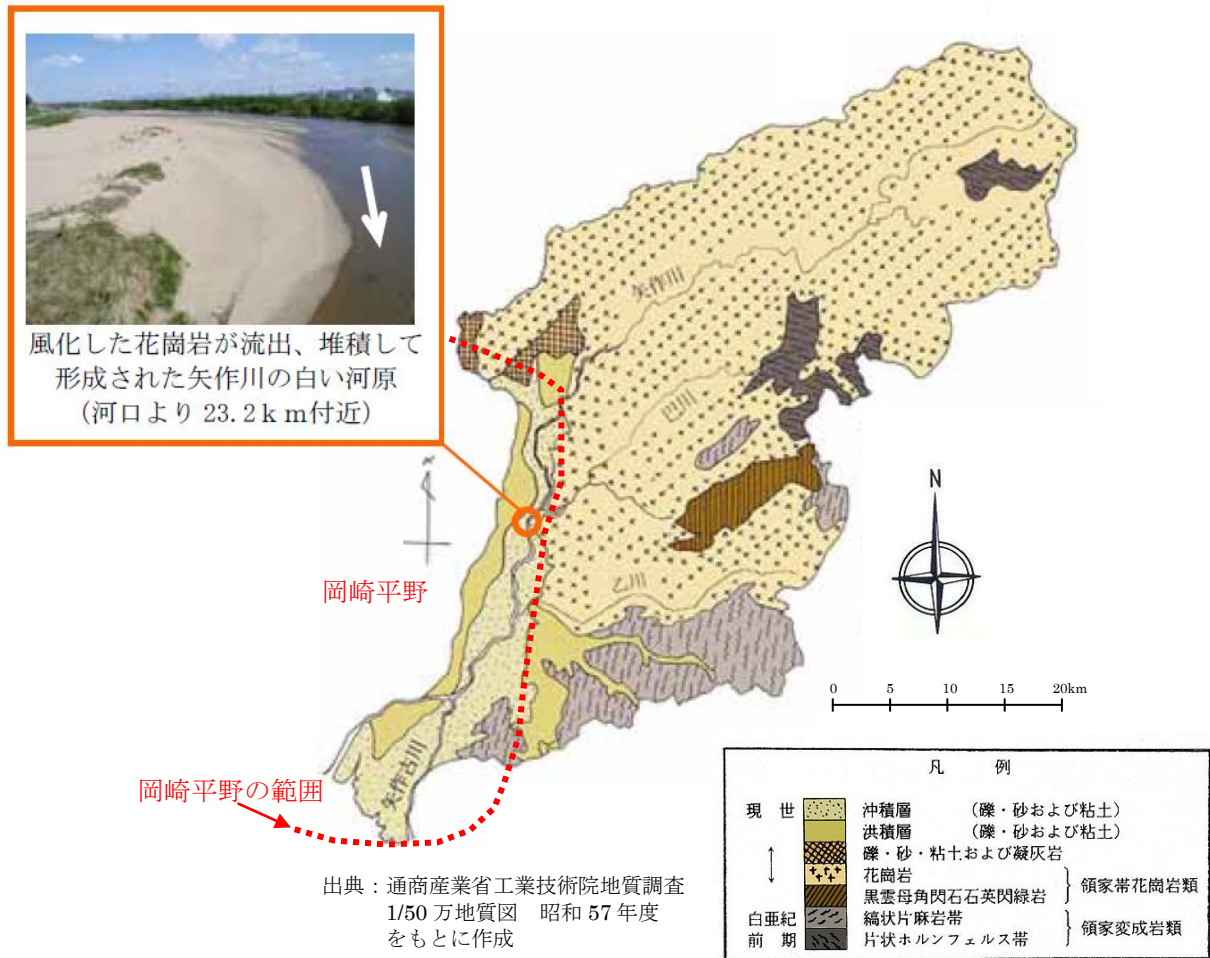 風化した花崗岩が流出、堆積して
形成された矢作川の白い河原
(河口より 23.2ｋｍ付近)
矢作川
巴川
乙川
矢作古川
岡崎平野
岡崎平野の範囲
N
0 5 10 15 20km
出典：通商産業省工業技術院地質調査
1/50 万地質図　昭和 57 年度
をもとに作成
凡　例
現　世
沖積層　（礫・砂および粘土）
洪積層　（礫・砂および粘土）
礫・砂・粘土および凝灰岩
花崗岩
黒雲母角閃石石英閃緑岩
領家帯花崗岩類
白亜紀
前　期
縞状片麻岩帯
片状ホルンフェルス帯
領家変成岩類